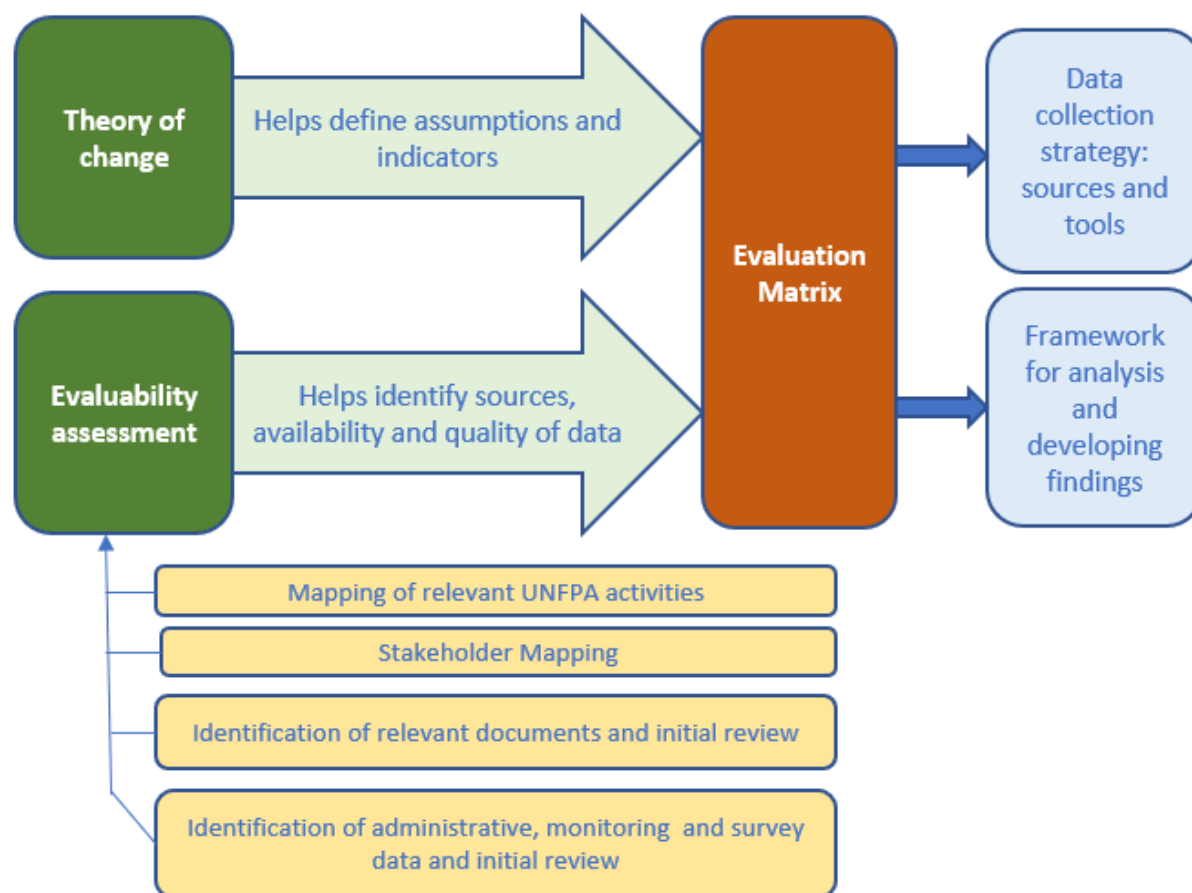 Theory of
change
Helps define assumptions and
indicators
Evaluation
Matrix
Data
collection
strategy:
sources and
tools
Evaluability
assessment
Helps identify sources,
availability and quality of data
Framework
for analysis
and
developing
findings
Mapping of relevant UNFPA activities
Stakeholder Mapping
Identification of relevant documents and initial review
Identification of administrative, monitoring and survey
data and initial review